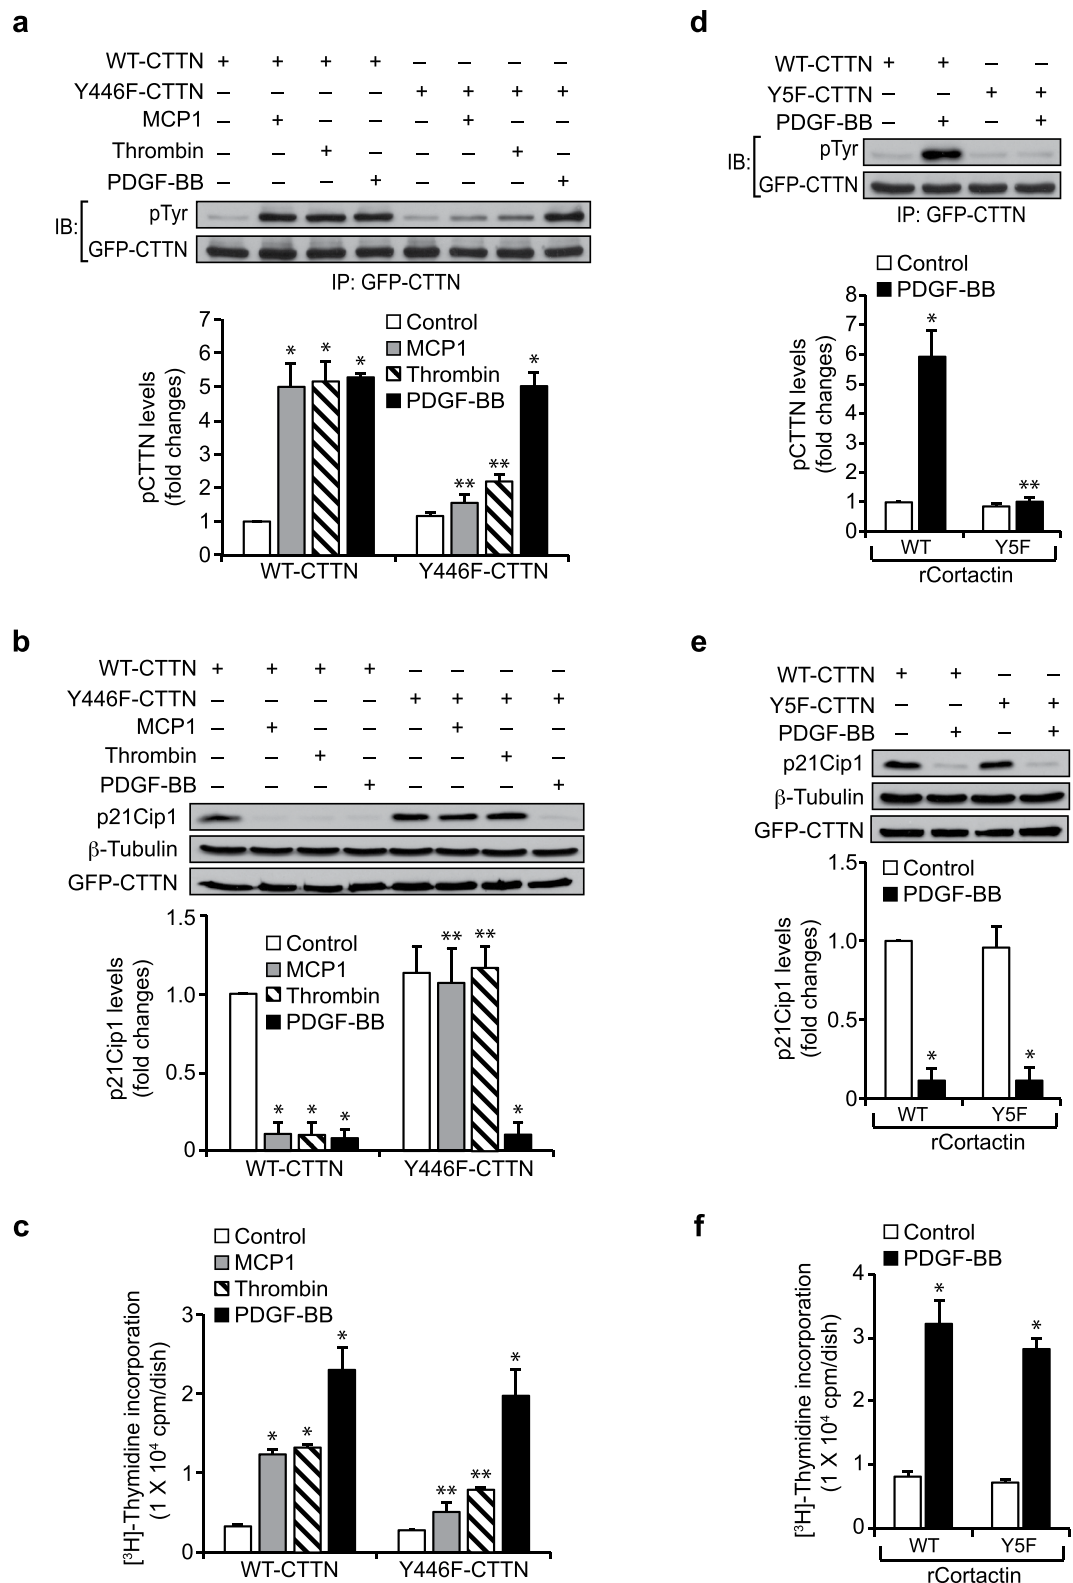 a
WT-CTTN + + + + – – – –
Y446F-CTTN – – – – + + + +
MCP1 – + – – – + – –
Thrombin – – + – – – + –
PDGF-BB – – – + – – – +
IB:
pTyr
GFP-CTTN
IP: GFP-CTTN
Control
MCP1
Thrombin
PDGF-BB
pCTTN levels
(fold changes)
7
6
5
4
3
2
1
0
* * *
** ** *
WT-CTTN Y446F-CTTN
b
WT-CTTN + + + + – – – –
Y446F-CTTN – – – – + + + +
MCP1 – + – – – + – –
Thrombin – – + – – – + –
PDGF-BB – – – + – – – +
p21Cip1
β-Tubulin
GFP-CTTN
Control
MCP1
Thrombin
PDGF-BB
p21Cip1 levels
(fold changes)
1.5
1.0
0.5
0
* * *
** ** *
WT-CTTN Y446F-CTTN
c
Control
MCP1
Thrombin
PDGF-BB
[³H]-Thymidine incorporation
(1 X 10⁴ cpm/dish)
3
2
1
0
* * *
** ** *
WT-CTTN Y446F-CTTN
d
WT-CTTN + + – –
Y5F-CTTN – – + +
PDGF-BB – + – +
IB:
pTyr
GFP-CTTN
IP: GFP-CTTN
Control
PDGF-BB
pCTTN levels
(fold changes)
8
7
6
5
4
3
2
1
0
* **
WT Y5F
rCortactin
e
WT-CTTN + + – –
Y5F-CTTN – – + +
PDGF-BB – + – +
p21Cip1
β-Tubulin
GFP-CTTN
Control
PDGF-BB
p21Cip1 levels
(fold changes)
1.5
1.0
0.5
0
* *
WT Y5F
rCortactin
f
Control
PDGF-BB
[³H]-Thymidine incorporation
(1 X 10⁴ cpm/dish)
4
3
2
1
0
* *
WT Y5F
rCortactin